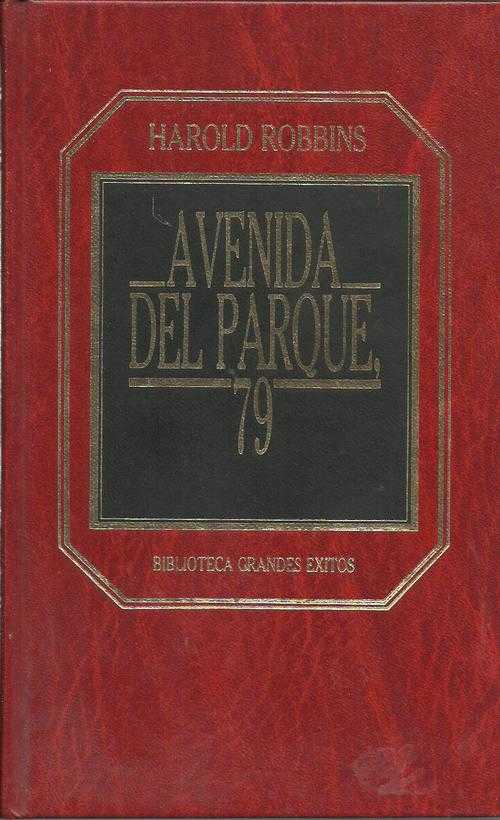 HAROLD ROBBINS
AVENIDA
DEL PARQUE,
79
BIBLIOTECA GRANDES EXITOS